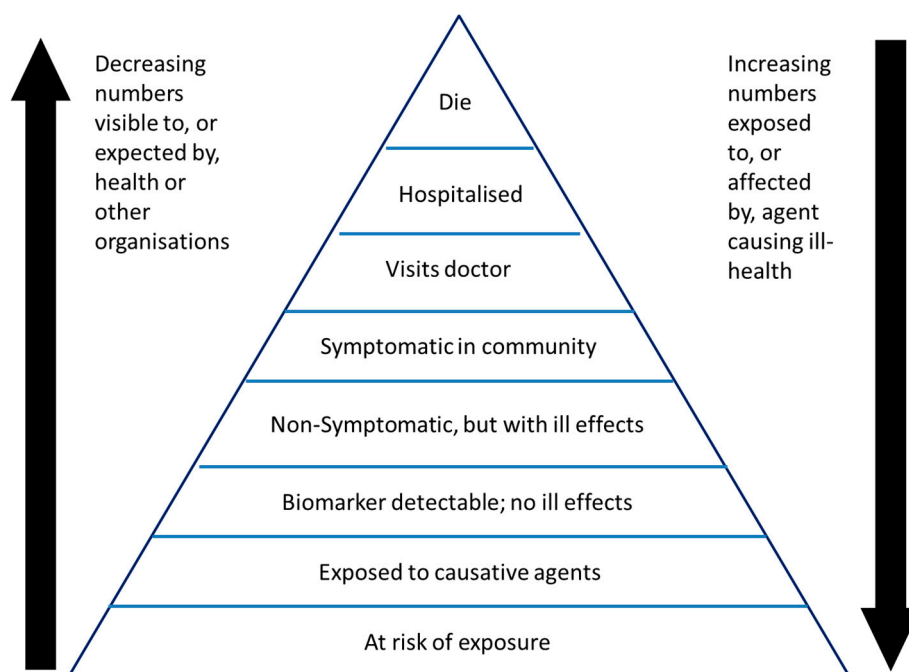 Decreasing
numbers
visible to, or
expected by,
health or
other
organisations
Die
Hospitalised
Visits doctor
Symptomatic in community
Non-Symptomatic, but with ill effects
Biomarker detectable; no ill effects
Exposed to causative agents
At risk of exposure
Increasing
numbers
exposed
to, or
affected
by, agent
causing ill-
health